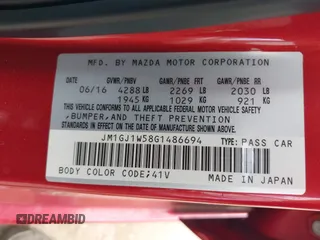 MFD. BY MAZDA MOTOR CORPORATION
GVWR/PNBV GAWR/PNBE FRT GAWR/PNBE RR
06/16 4288 LB 2269 LB 2030 LB
1945 KG 1029 KG 921 KG
THIS VEHICLE CONFORMS TO ALL APPLICABLE FEDERAL MOTOR VEHICLE SAFETY
, BUMPER, AND THEFT PREVENTION
STANDARDS IN EFFECT ON THE DATE OF MANUFACTURE SHOWN ABOVE.
JM1GJ1W58G1486694 TYPE: PASS CAR
BODY COLOR CODE;41V MADE IN JAPAN
DREAMBID